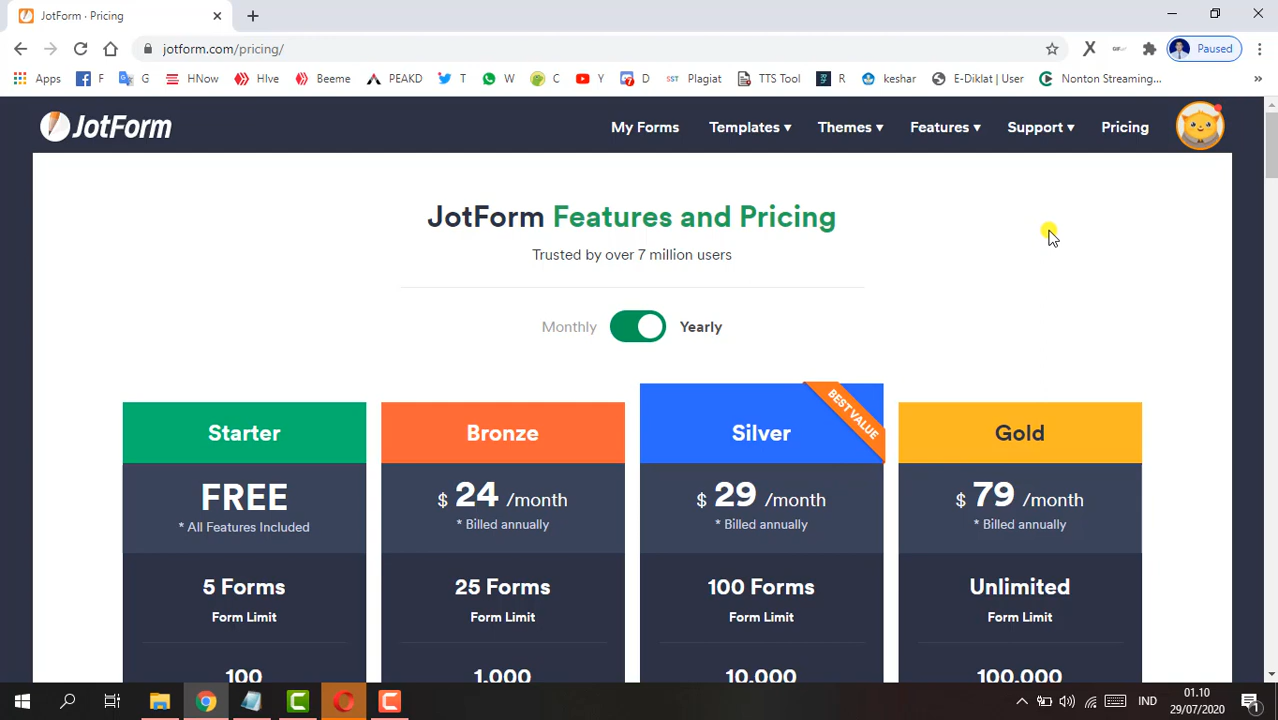 JotForm · Pricing
jotform.com/pricing/
Paused
Apps
F
G
HNow
HIve
Beeme
PEAKD
T
W
C
Y
D
SST
Plagiat
TTS Tool
R
keshar
E-Diklat | User
Nonton Streaming...
»
JotForm
My Forms
Templates ▾
Themes ▾
Features ▾
Support ▾
Pricing
JotForm Features and Pricing
Trusted by over 7 million users
Monthly
Yearly
Starter
Bronze
Silver
BEST VALUE
Gold
FREE
$ 24 /month
$ 29 /month
$ 79 /month
* All Features Included
* Billed annually
* Billed annually
* Billed annually
5 Forms
25 Forms
100 Forms
Unlimited
Form Limit
Form Limit
Form Limit
Form Limit
100
1,000
10,000
100,000
IND
01.10
29/07/2020
1